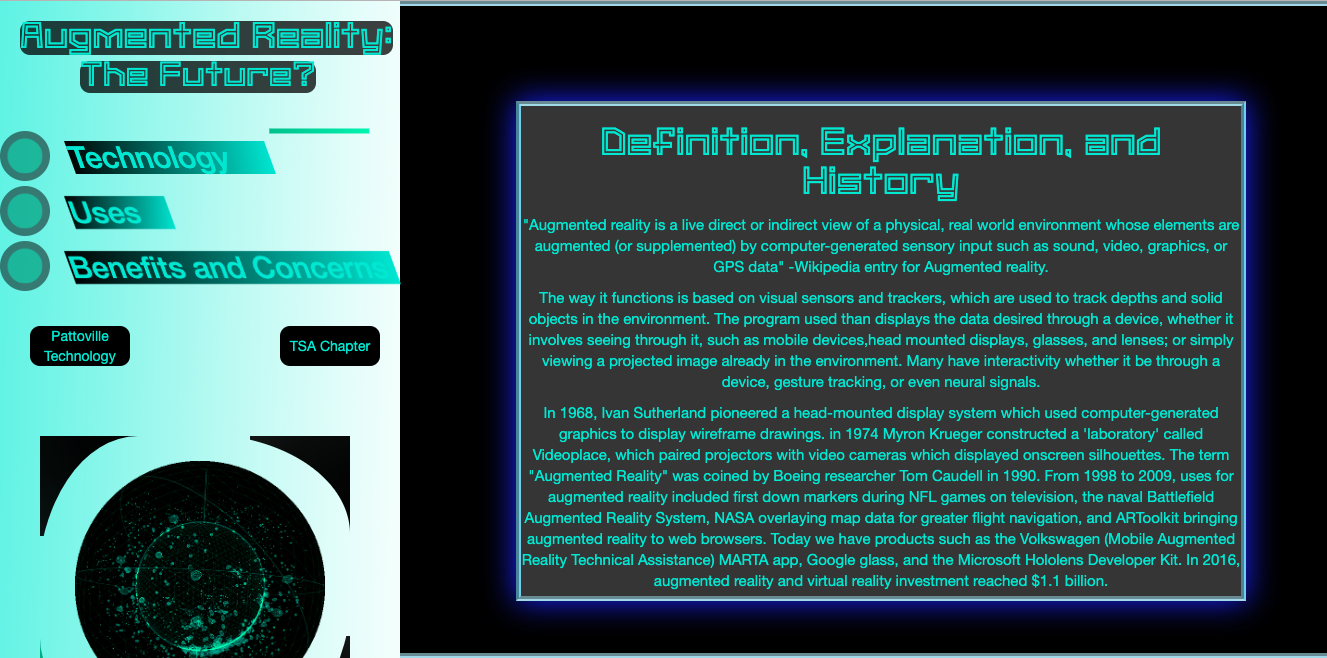 Augmented Reality:
The Future?
Technology
Uses
Benefits and Concerns
Pattoville
Technology
TSA Chapter
Definition, Explanation, and
History
"Augmented reality is a live direct or indirect view of a physical, real world environment whose elements are
augmented (or supplemented) by computer-generated sensory input such as sound, video, graphics, or
GPS data" -Wikipedia entry for Augmented reality.
The way it functions is based on visual sensors and trackers, which are used to track depths and solid
objects in the environment. The program used than displays the data desired through a device, whether it
involves seeing through it, such as mobile devices,head mounted displays, glasses, and lenses; or simply
viewing a projected image already in the environment. Many have interactivity whether it be through a
device, gesture tracking, or even neural signals.
In 1968, Ivan Sutherland pioneered a head-mounted display system which used computer-generated
graphics to display wireframe drawings. in 1974 Myron Krueger constructed a 'laboratory' called
Videoplace, which paired projectors with video cameras which displayed onscreen silhouettes. The term
"Augmented Reality" was coined by Boeing researcher Tom Caudell in 1990. From 1998 to 2009, uses for
augmented reality included first down markers during NFL games on television, the naval Battlefield
Augmented Reality System, NASA overlaying map data for greater flight navigation, and ARToolkit bringing
augmented reality to web browsers. Today we have products such as the Volkswagen (Mobile Augmented
Reality Technical Assistance) MARTA app, Google glass, and the Microsoft Hololens Developer Kit. In 2016,
augmented reality and virtual reality investment reached $1.1 billion.